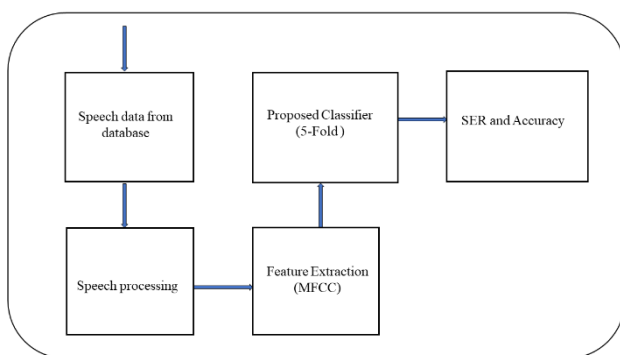 Speech data from
database
Speech processing
Feature Extraction
(MFCC)
Proposed Classifier
(5-Fold )
SER and Accuracy